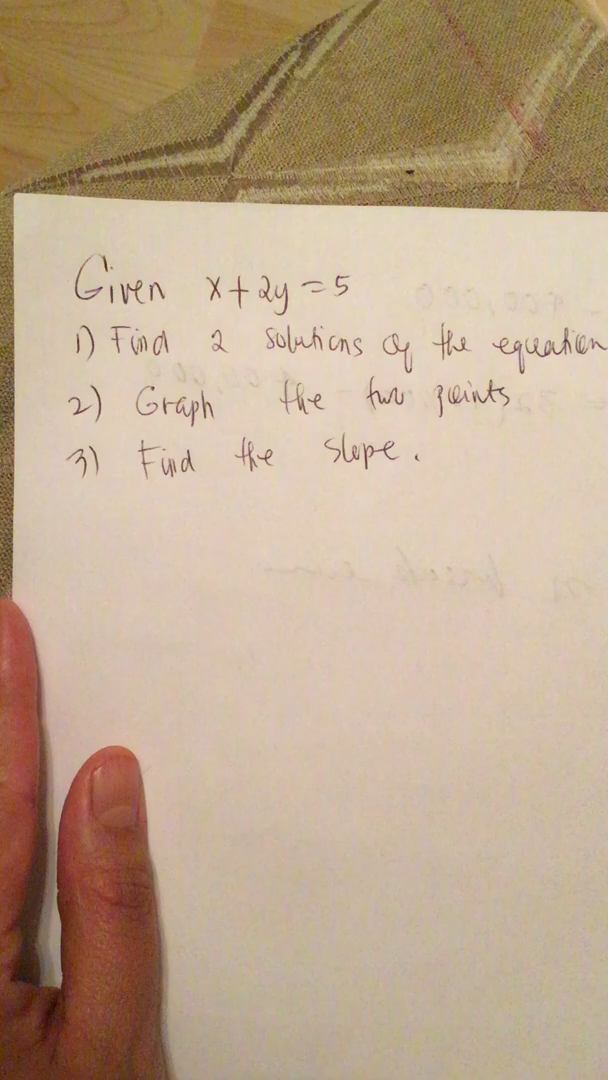 Given x+2y=5
1) Find 2 solutions of the equation
2) Graph the two points
3) Find the slope.